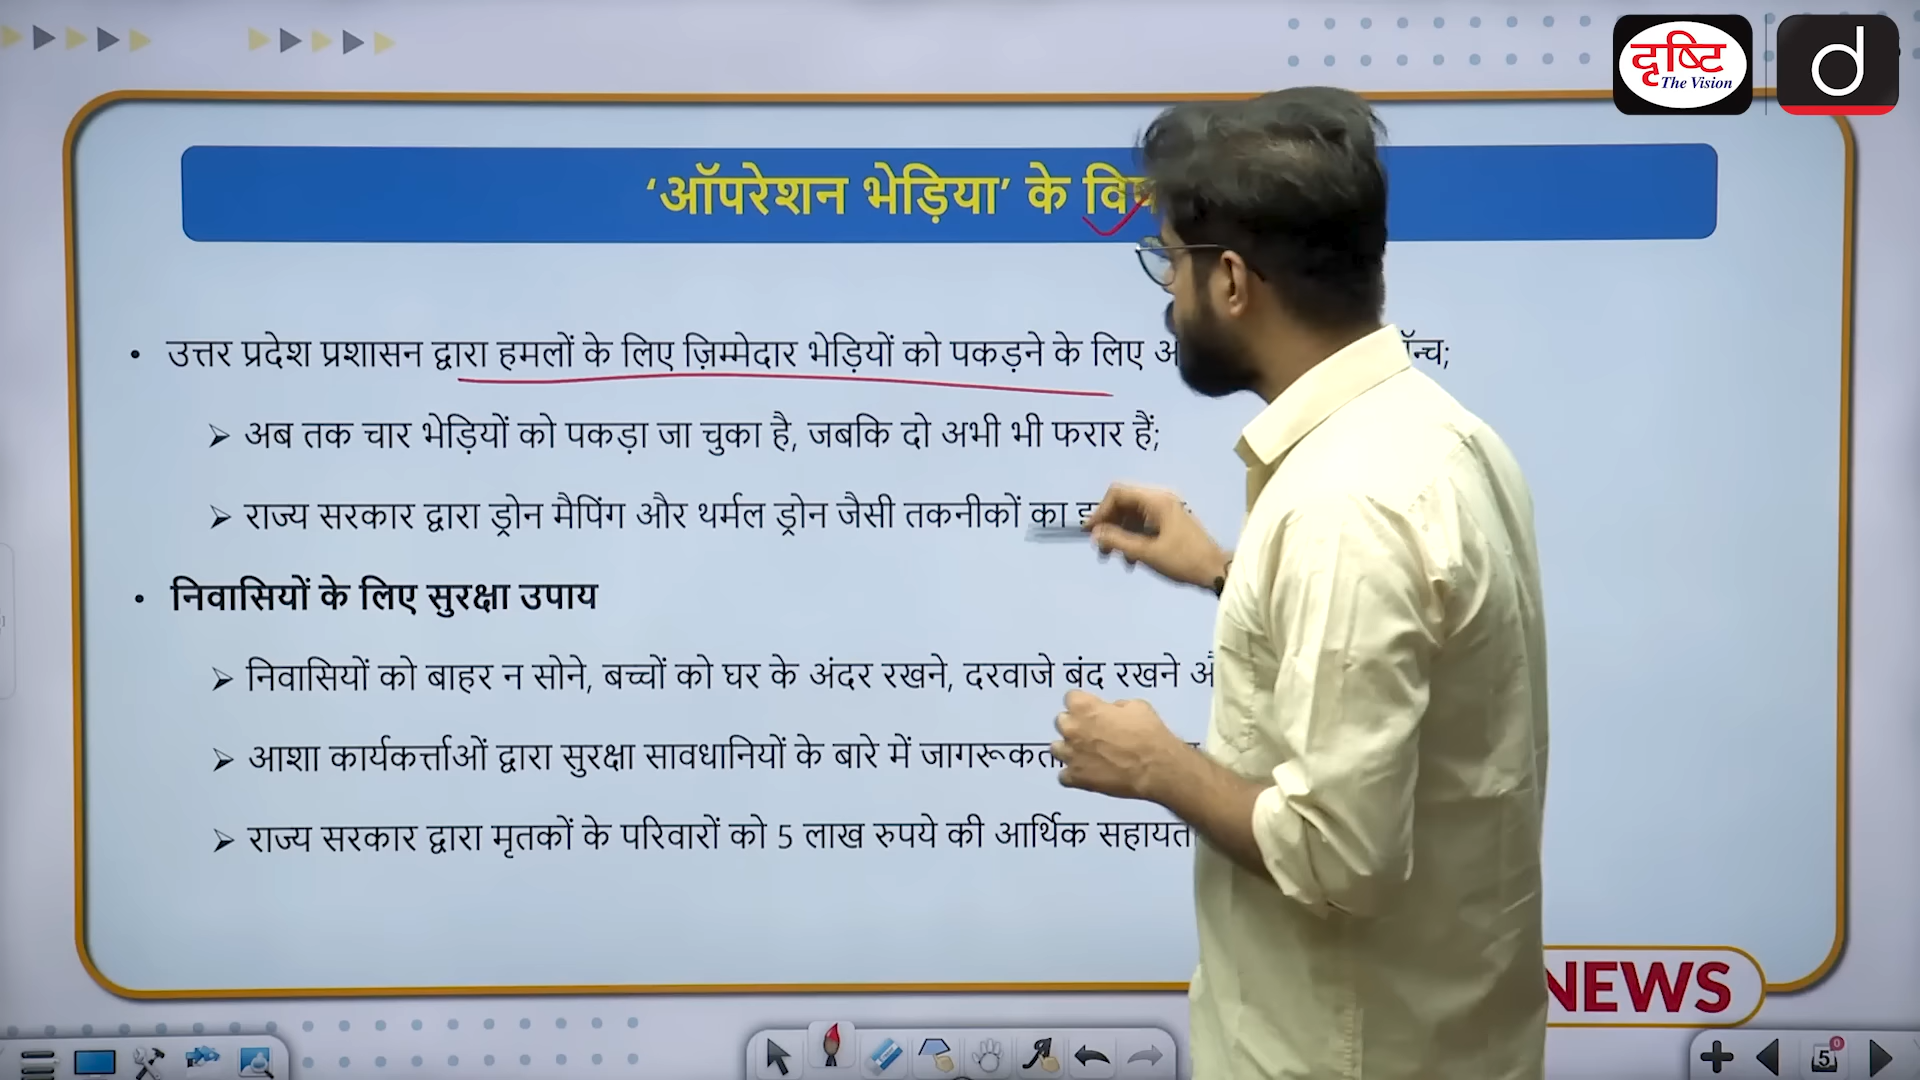 दृष्टि
The Vision
d
‘ऑपरेशन भेड़िया’ के
• उत्तर प्रदेश प्रशासन द्वारा हमलों के लिए ज़िम्मेदार भेड़ियों को पकड़ने के लिए
➢ अब तक चार भेड़ियों को पकड़ा जा चुका है, जबकि दो अभी भी फरार हैं;
➢ राज्य सरकार द्वारा ड्रोन मैपिंग और थर्मल ड्रोन जैसी तकनीकों का
• निवासियों के लिए सुरक्षा उपाय
➢ निवासियों को बाहर न सोने, बच्चों को घर के अंदर रखने, दरवाजे बंद रखने
➢ आशा कार्यकर्त्ताओं द्वारा सुरक्षा सावधानियों के बारे में
➢ राज्य सरकार द्वारा मृतकों के परिवारों को 5 लाख रुपये की आर्थिक
NEWS
5
0